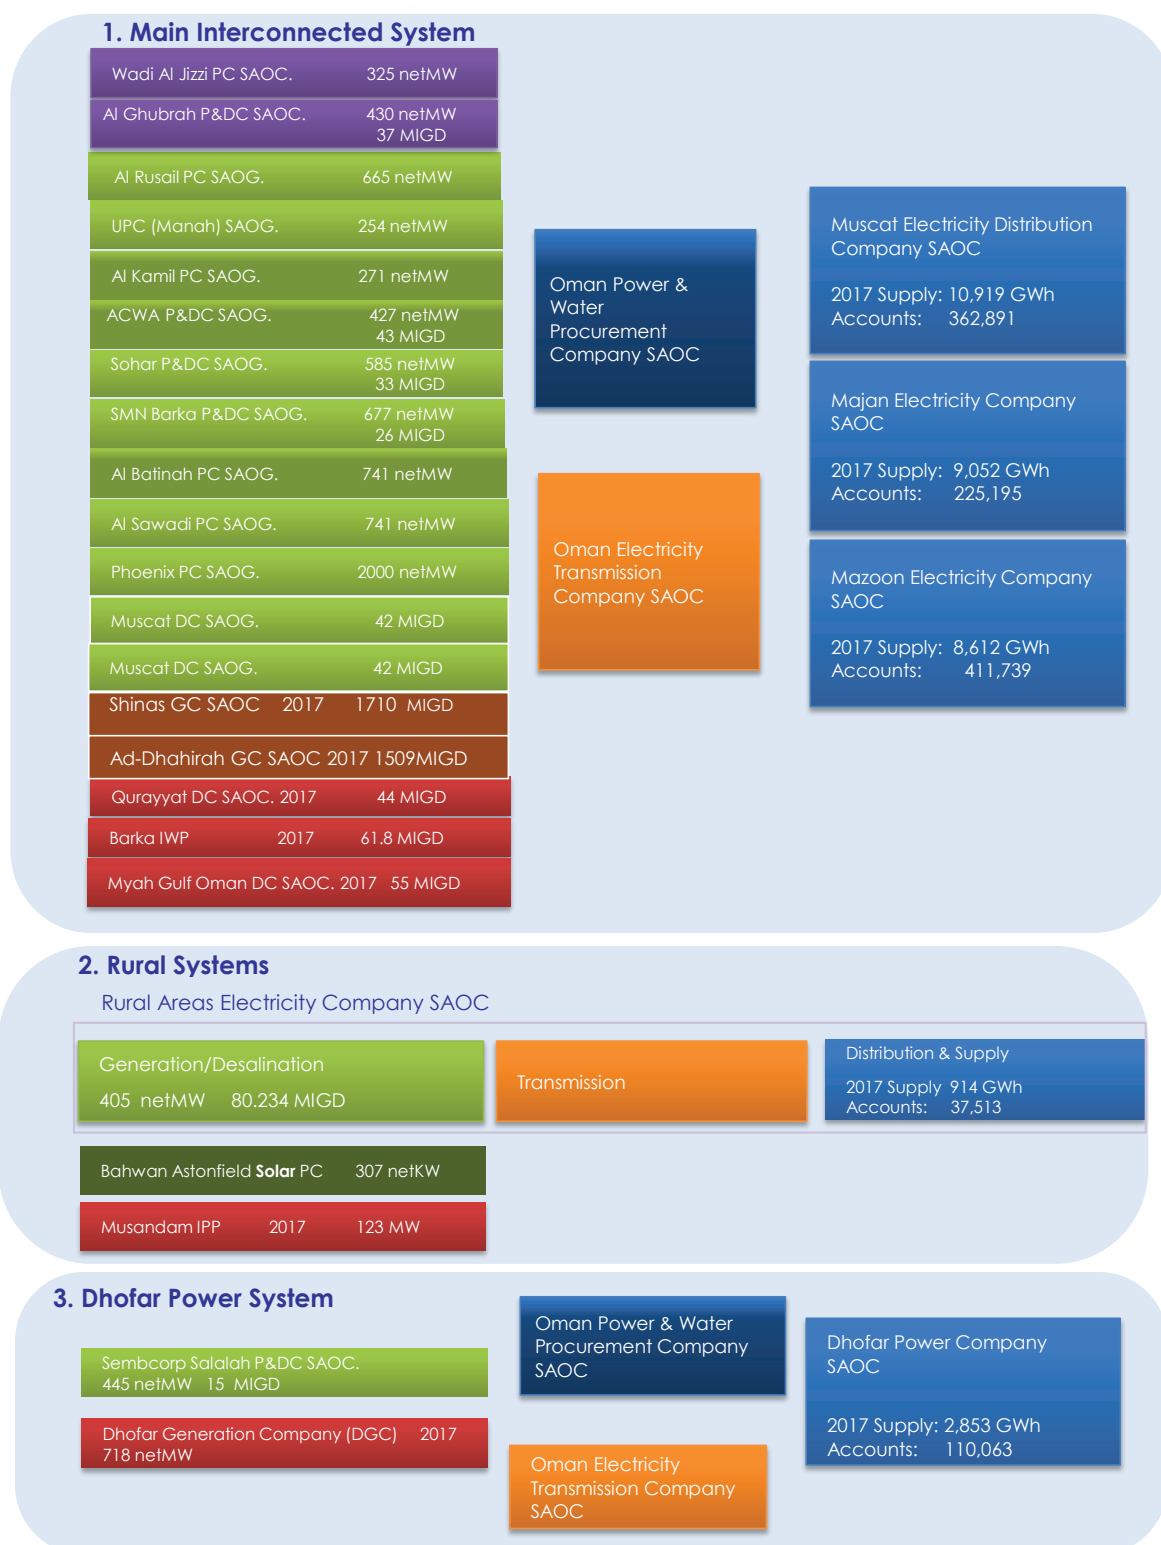 1. Main Interconnected System
Wadi Al Jizzi PC SAOC. 325 netMW
Al Ghubrah P&DC SAOC. 430 netMW
37 MIGD
Al Rusail PC SAOG. 665 netMW
UPC (Manah) SAOG. 254 netMW
Al Kamil PC SAOG. 271 netMW
ACWA P&DC SAOG. 427 netMW
43 MIGD
Sohar P&DC SAOG. 585 netMW
33 MIGD
SMN Barka P&DC SAOG. 677 netMW
26 MIGD
Al Batinah PC SAOG. 741 netMW
Al Sawadi PC SAOG. 741 netMW
Phoenix PC SAOG. 2000 netMW
Muscat DC SAOG. 42 MIGD
Muscat DC SAOG. 42 MIGD
Shinas GC SAOC 2017 1710 MIGD
Ad-Dhahirah GC SAOC 2017 1509MIGD
Qurayyat DC SAOC. 2017 44 MIGD
Barka IWP 2017 61.8 MIGD
Myah Gulf Oman DC SAOC. 2017 55 MIGD
Oman Power &
Water
Procurement
Company SAOC
Oman Electricity
Transmission
Company SAOC
Muscat Electricity Distribution
Company SAOC
2017 Supply: 10,919 GWh
Accounts: 362,891
Majan Electricity Company
SAOC
2017 Supply: 9,052 GWh
Accounts: 225,195
Mazoon Electricity Company
SAOC
2017 Supply: 8,612 GWh
Accounts: 411,739
2. Rural Systems
Rural Areas Electricity Company SAOC
Generation/Desalination
405 netMW 80.234 MIGD
Transmission
Distribution & Supply
2017 Supply 914 GWh
Accounts: 37,513
Bahwan Astonfield Solar PC 307 netKW
Musandam IPP 2017 123 MW
3. Dhofar Power System
Sembcorp Salalah P&DC SAOC.
445 netMW 15 MIGD
Dhofar Generation Company (DGC) 2017
718 netMW
Oman Power & Water
Procurement Company
SAOC
Oman Electricity
Transmission Company
SAOC
Dhofar Power Company
SAOC
2017 Supply: 2,853 GWh
Accounts: 110,063